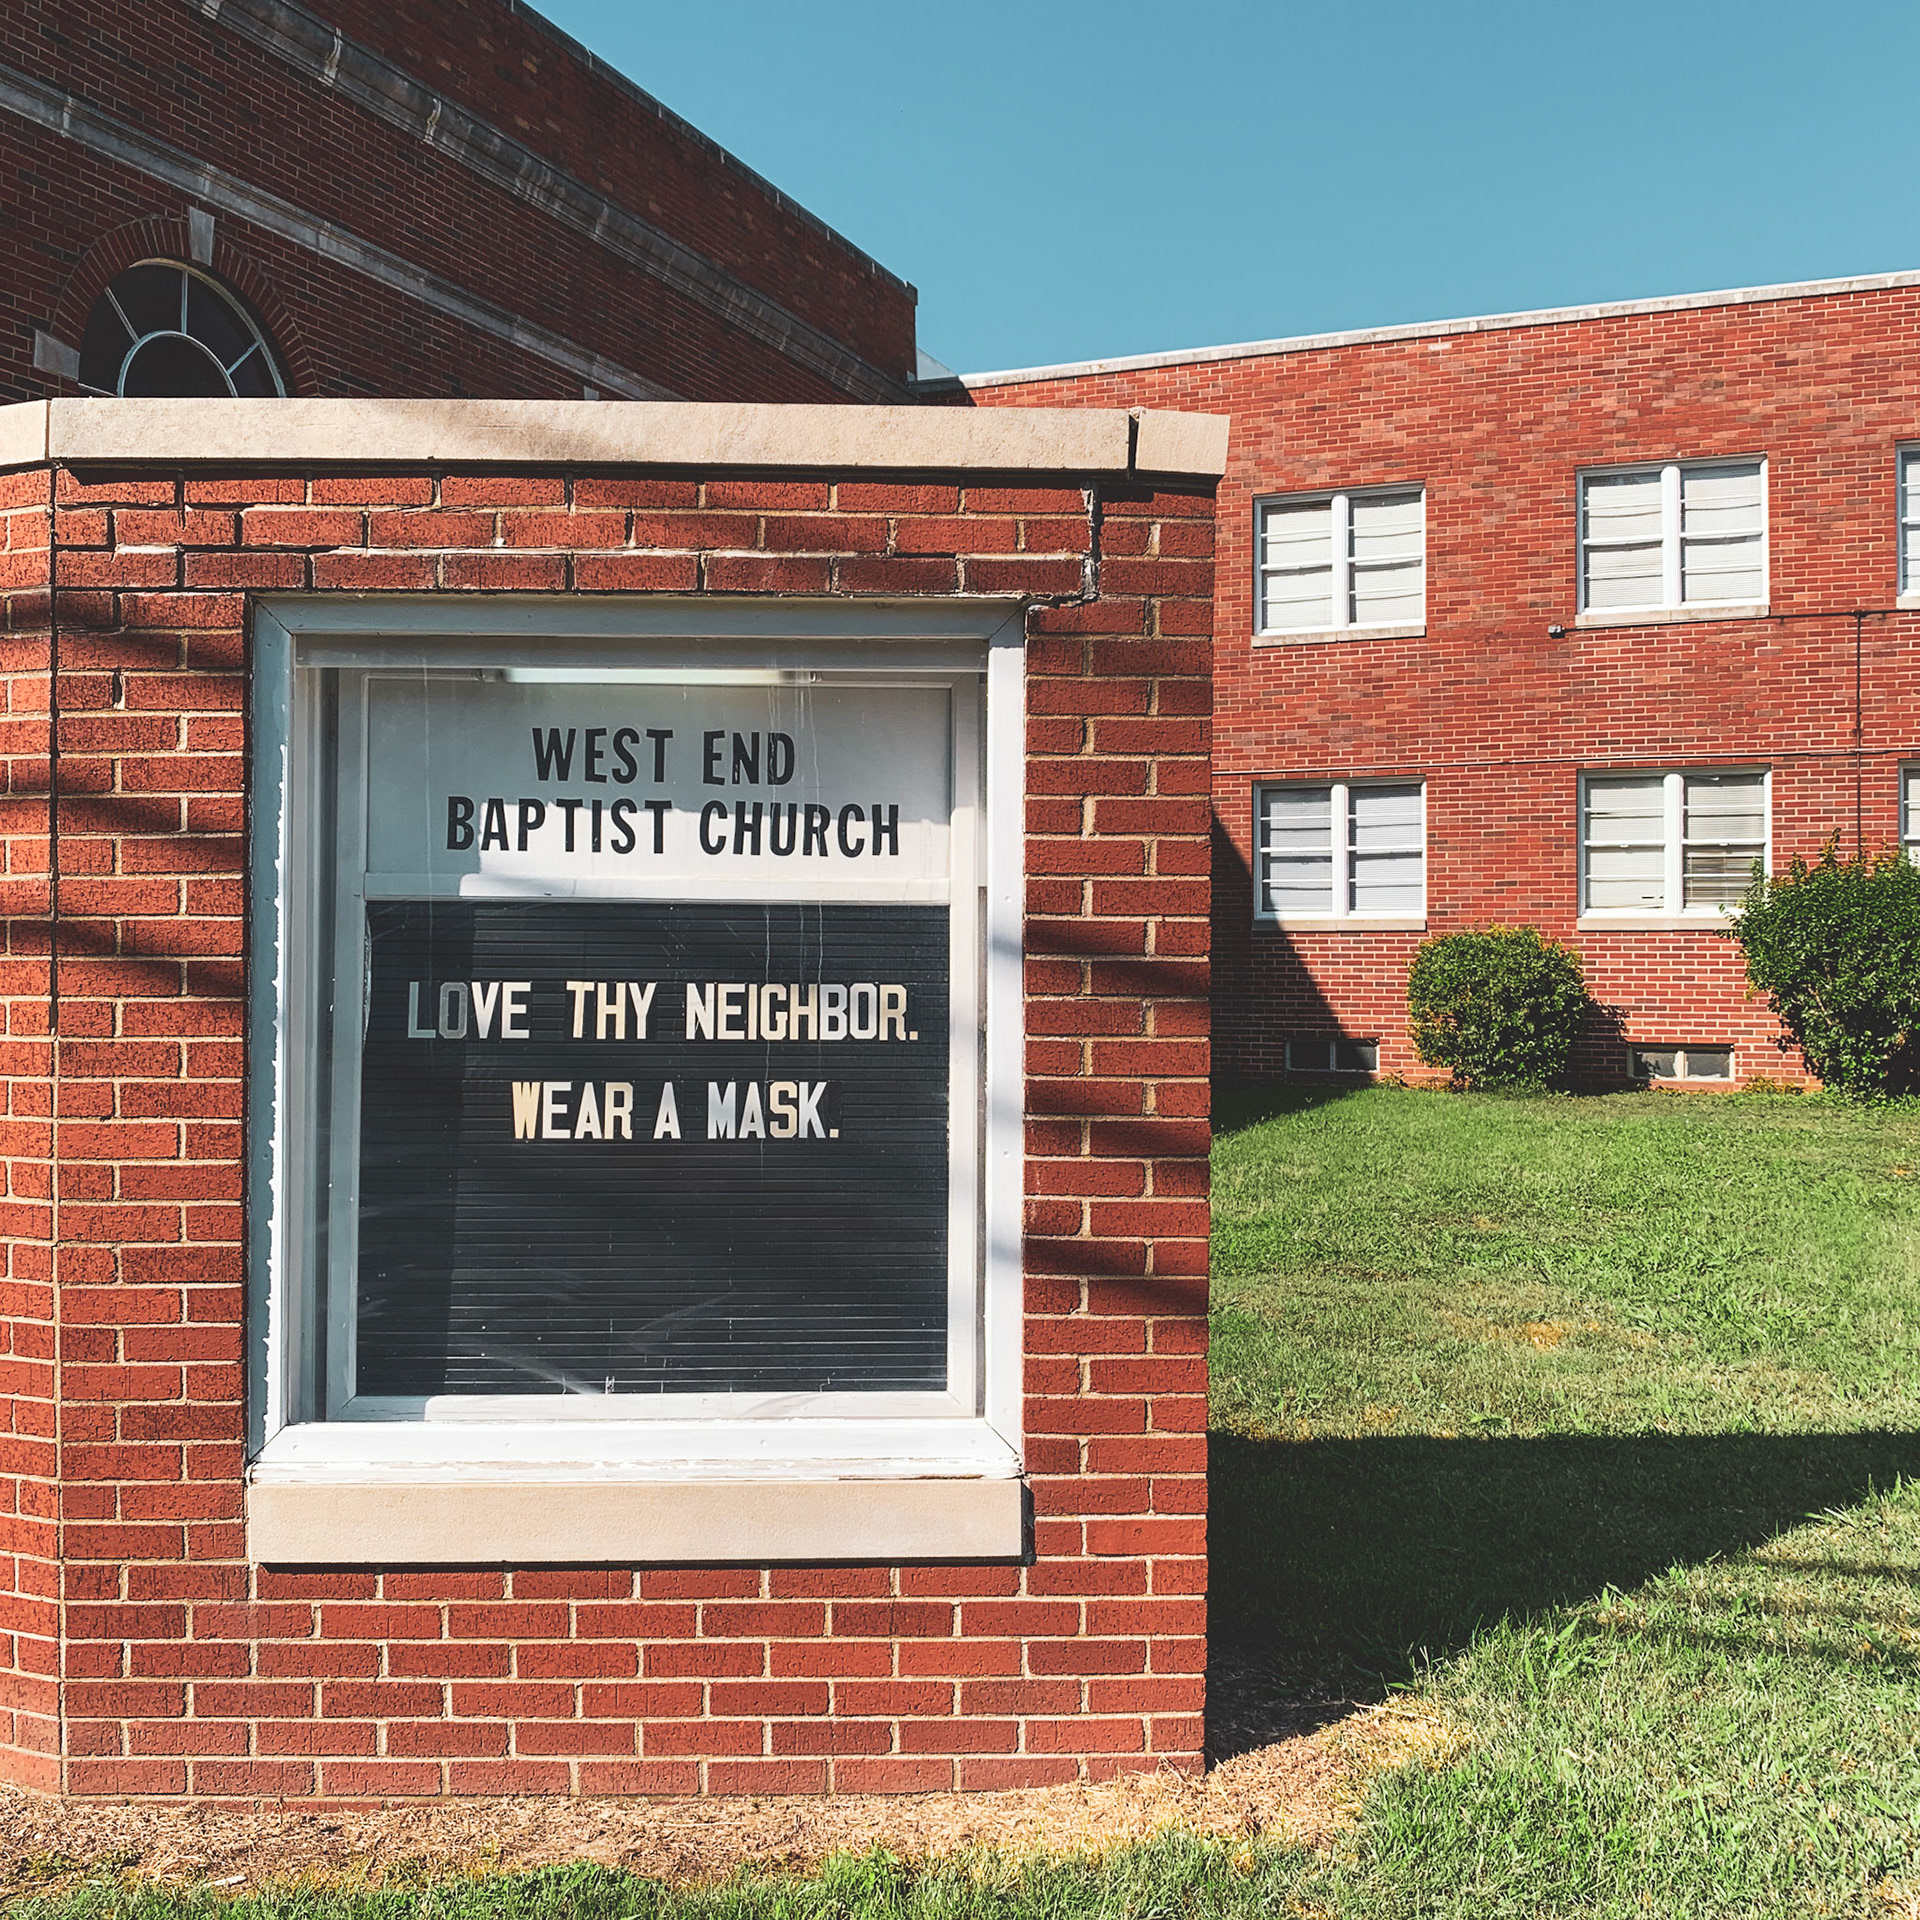 WEST END
BAPTIST CHURCH
LOVE THY NEIGHBOR.
WEAR A MASK.